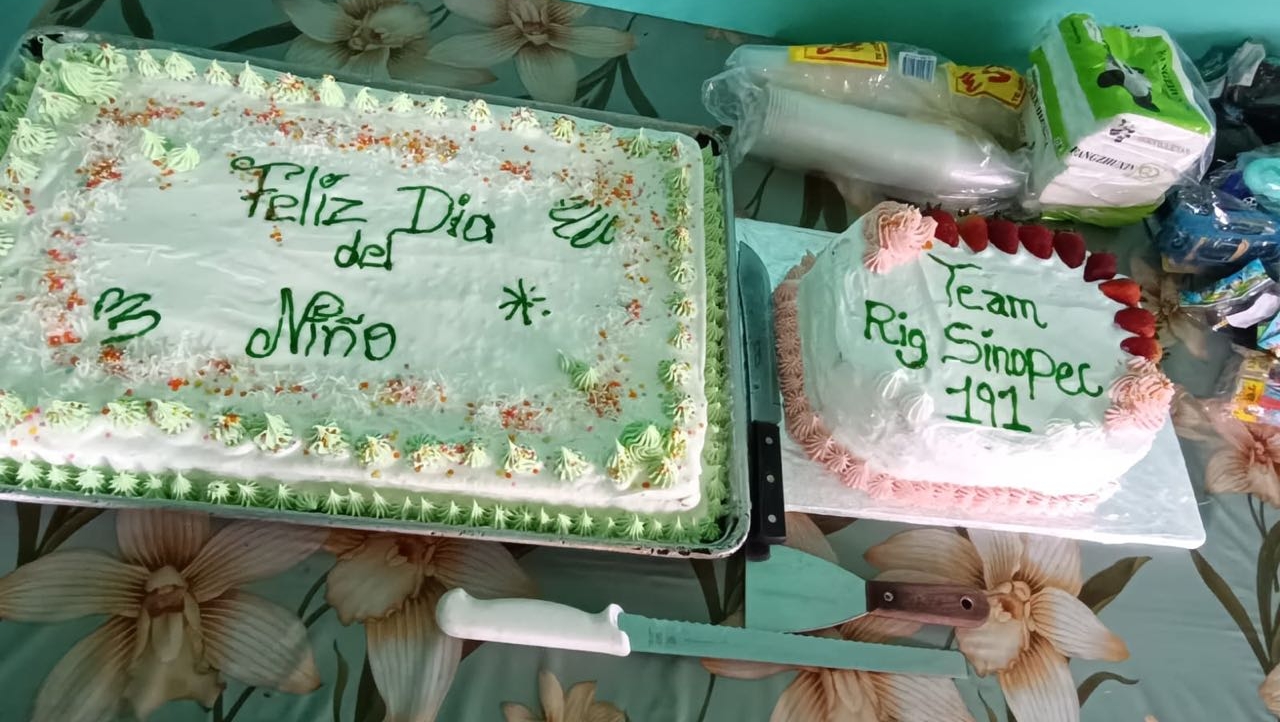 Feliz Dia
del
Niño
Team
Rig Sinopec
191